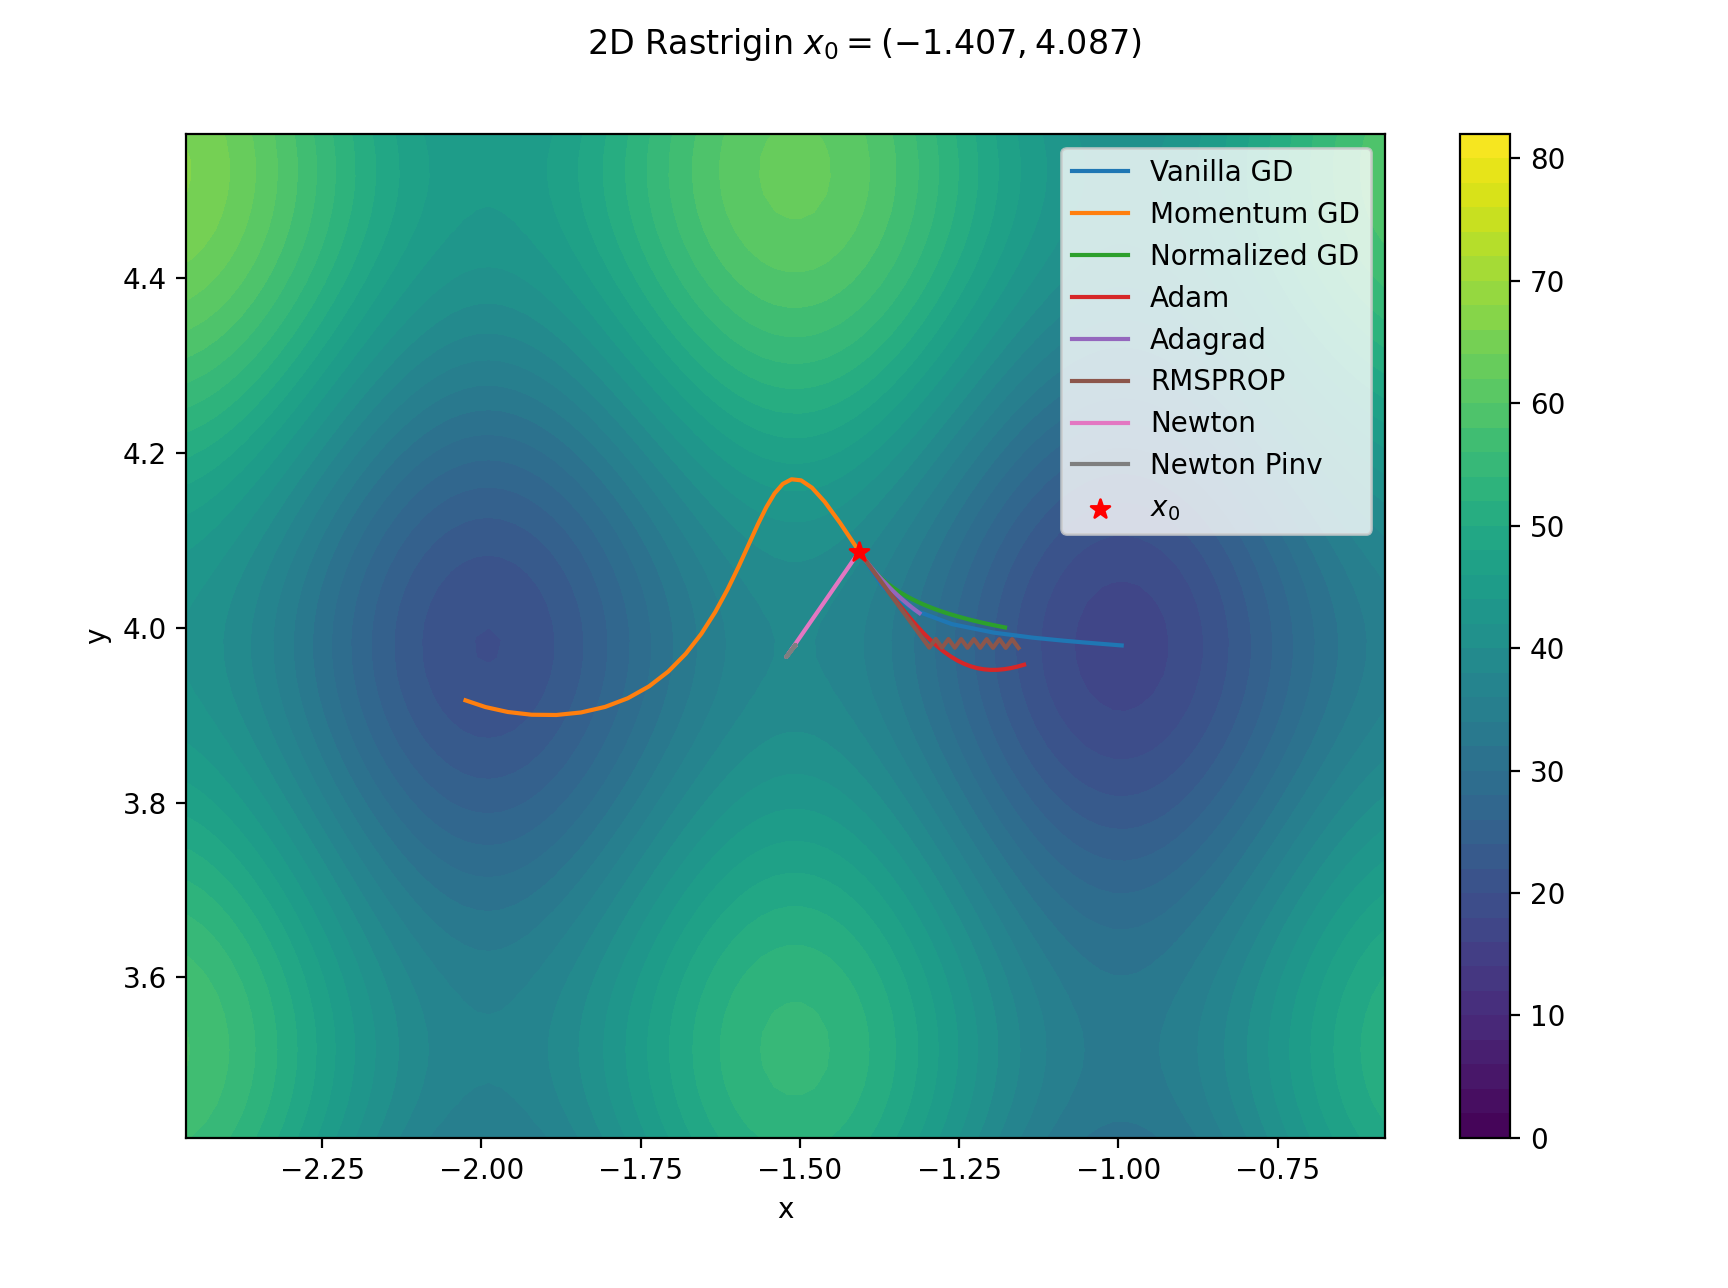 2D Rastrigin x₀ = (−1.407, 4.087)
Vanilla GD
Momentum GD
Normalized GD
Adam
Adagrad
RMSPROP
Newton
Newton Pinv
x₀
4.4
4.2
4.0
3.8
3.6
y
−2.25 −2.00 −1.75 −1.50 −1.25 −1.00 −0.75
x
80
70
60
50
40
30
20
10
0